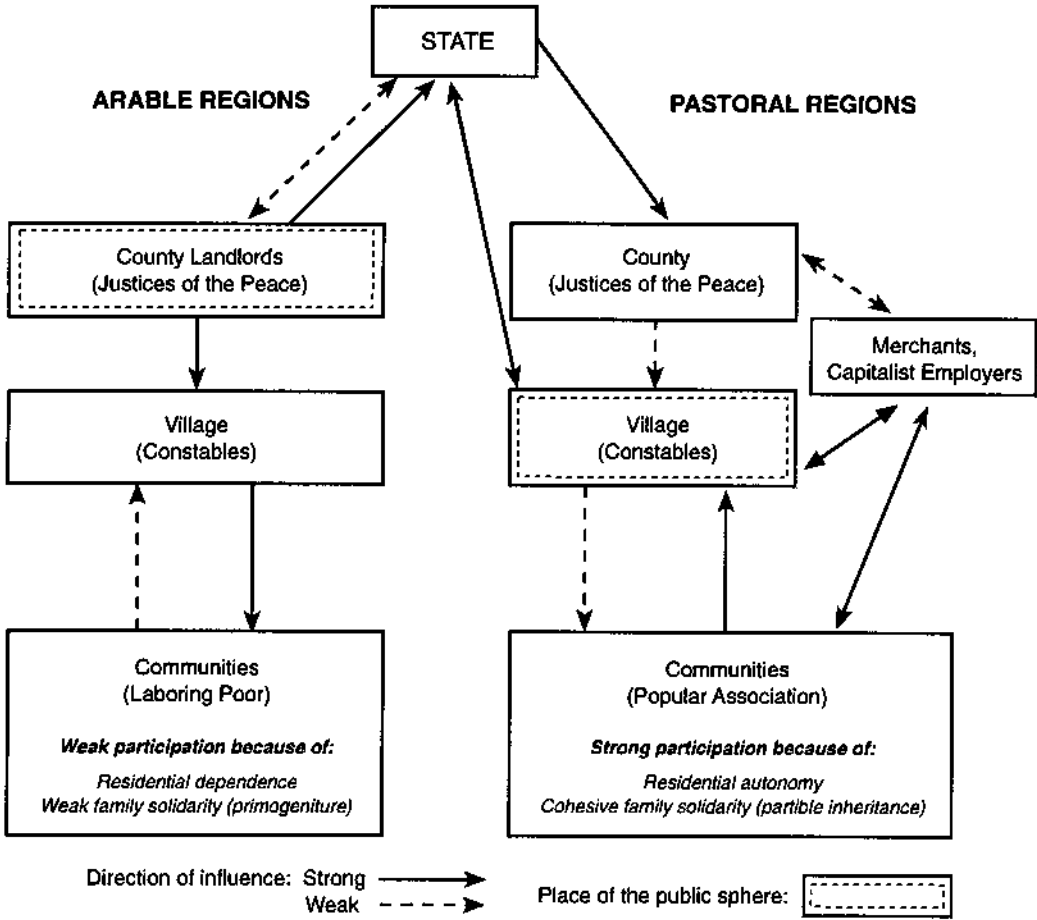 STATE
ARABLE REGIONS
PASTORAL REGIONS
County Landlords
(Justices of the Peace)
County
(Justices of the Peace)
Merchants,
Capitalist Employers
Village
(Constables)
Village
(Constables)
Communities
(Laboring Poor)
Weak participation because of:
Residential dependence
Weak family solidarity (primogeniture)
Communities
(Popular Association)
Strong participation because of:
Residential autonomy
Cohesive family solidarity (partible inheritance)
Direction of influence: Strong
Weak
Place of the public sphere: